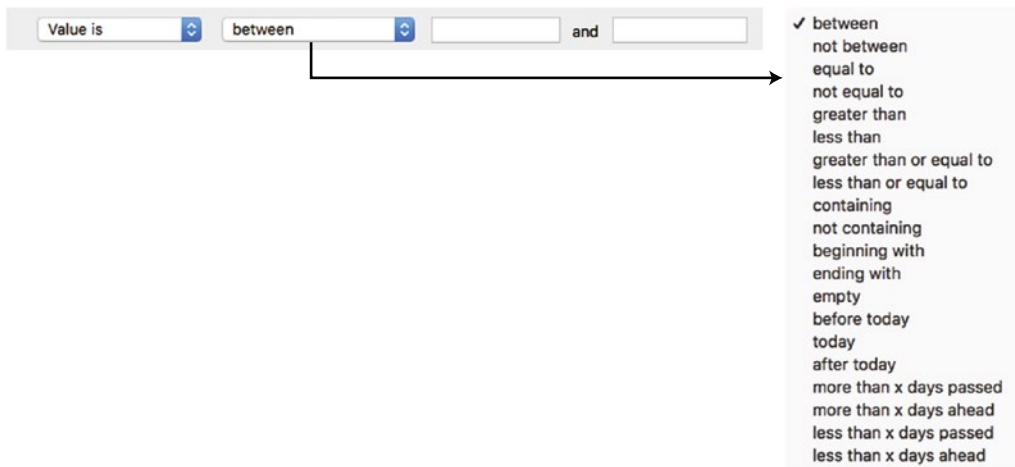 Value is between and
✓ between
not between
equal to
not equal to
greater than
less than
greater than or equal to
less than or equal to
containing
not containing
beginning with
ending with
empty
before today
today
after today
more than x days passed
more than x days ahead
less than x days passed
less than x days ahead